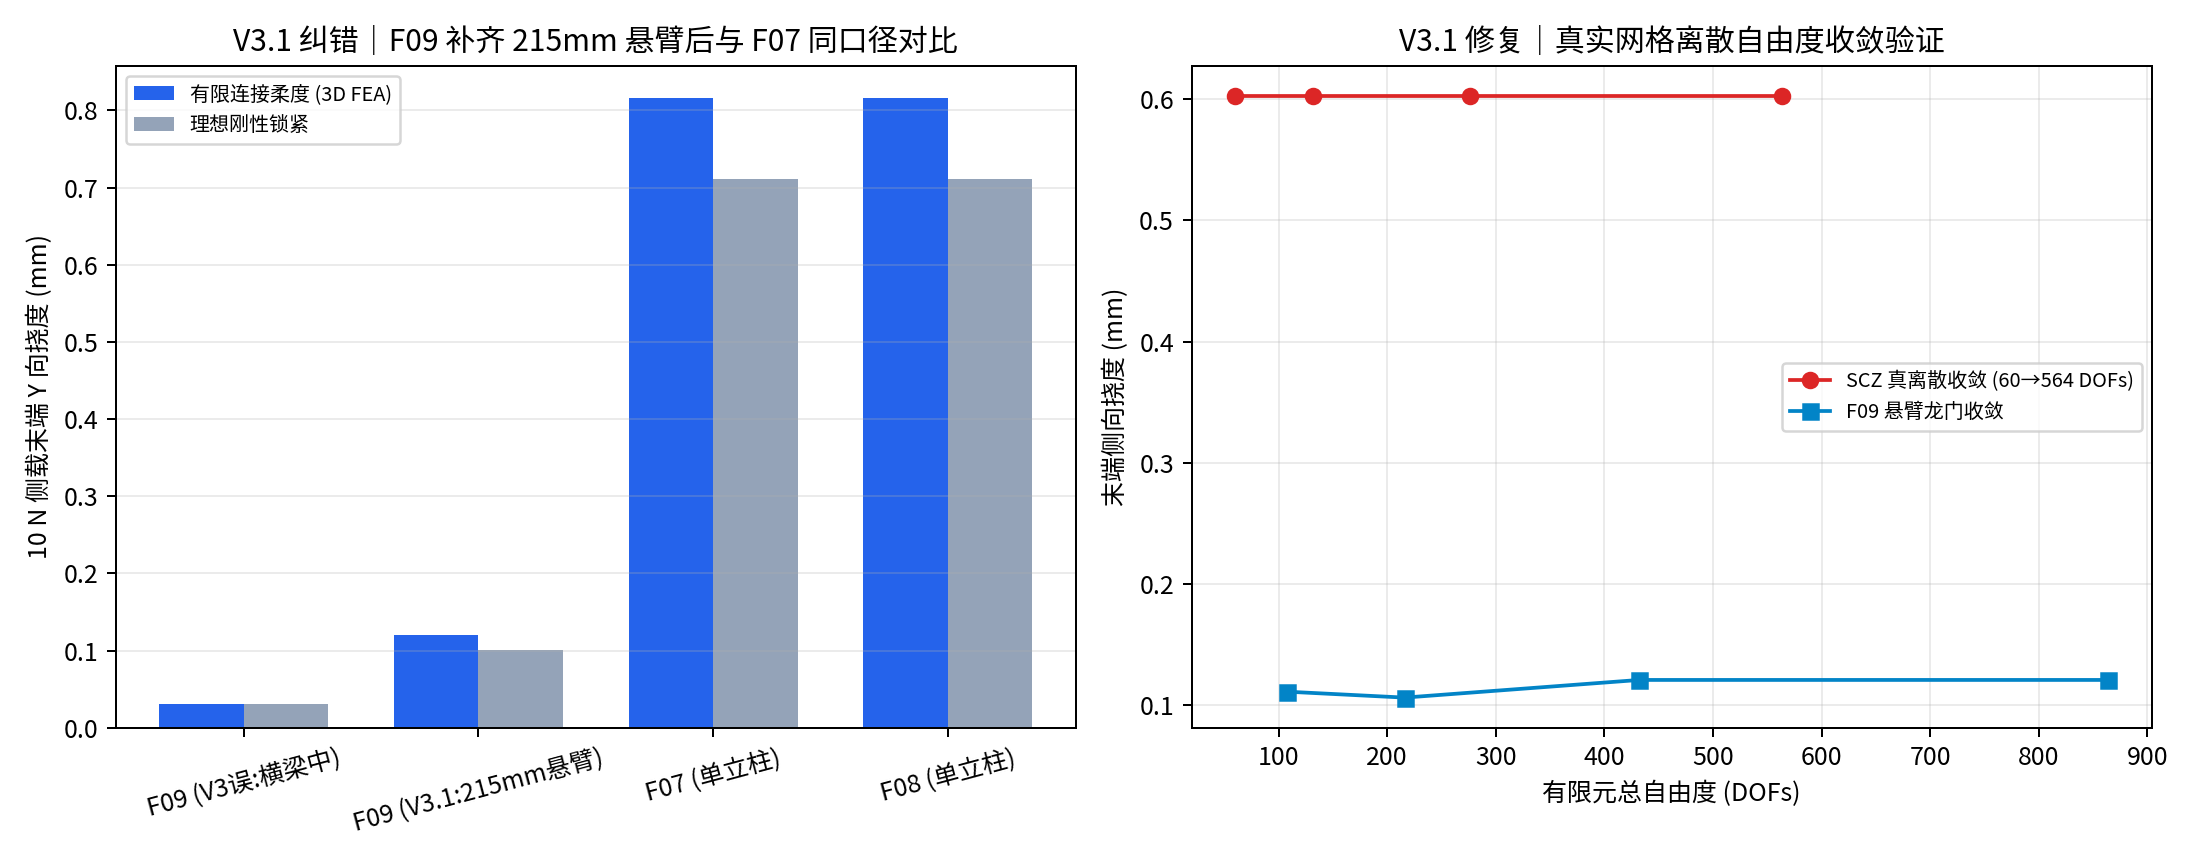 V3.1 纠错｜F09 补齐 215mm 悬臂后与 F07 同口径对比
有限连接柔度 (3D FEA)
理想刚性锁紧
10 N 侧载末端 Y 向挠度 (mm)
0.8
0.7
0.6
0.5
0.4
0.3
0.2
0.1
0.0
F09 (V3误:横梁中)
F09 (V3.1:215mm悬臂)
F07 (单立柱)
F08 (单立柱)
V3.1 修复｜真实网格离散自由度收敛验证
末端侧向挠度 (mm)
0.6
0.5
0.4
0.3
0.2
0.1
SCZ 真离散收敛 (60→564 DOFs)
F09 悬臂龙门收敛
100 200 300 400 500 600 700 800 900
有限元总自由度 (DOFs)